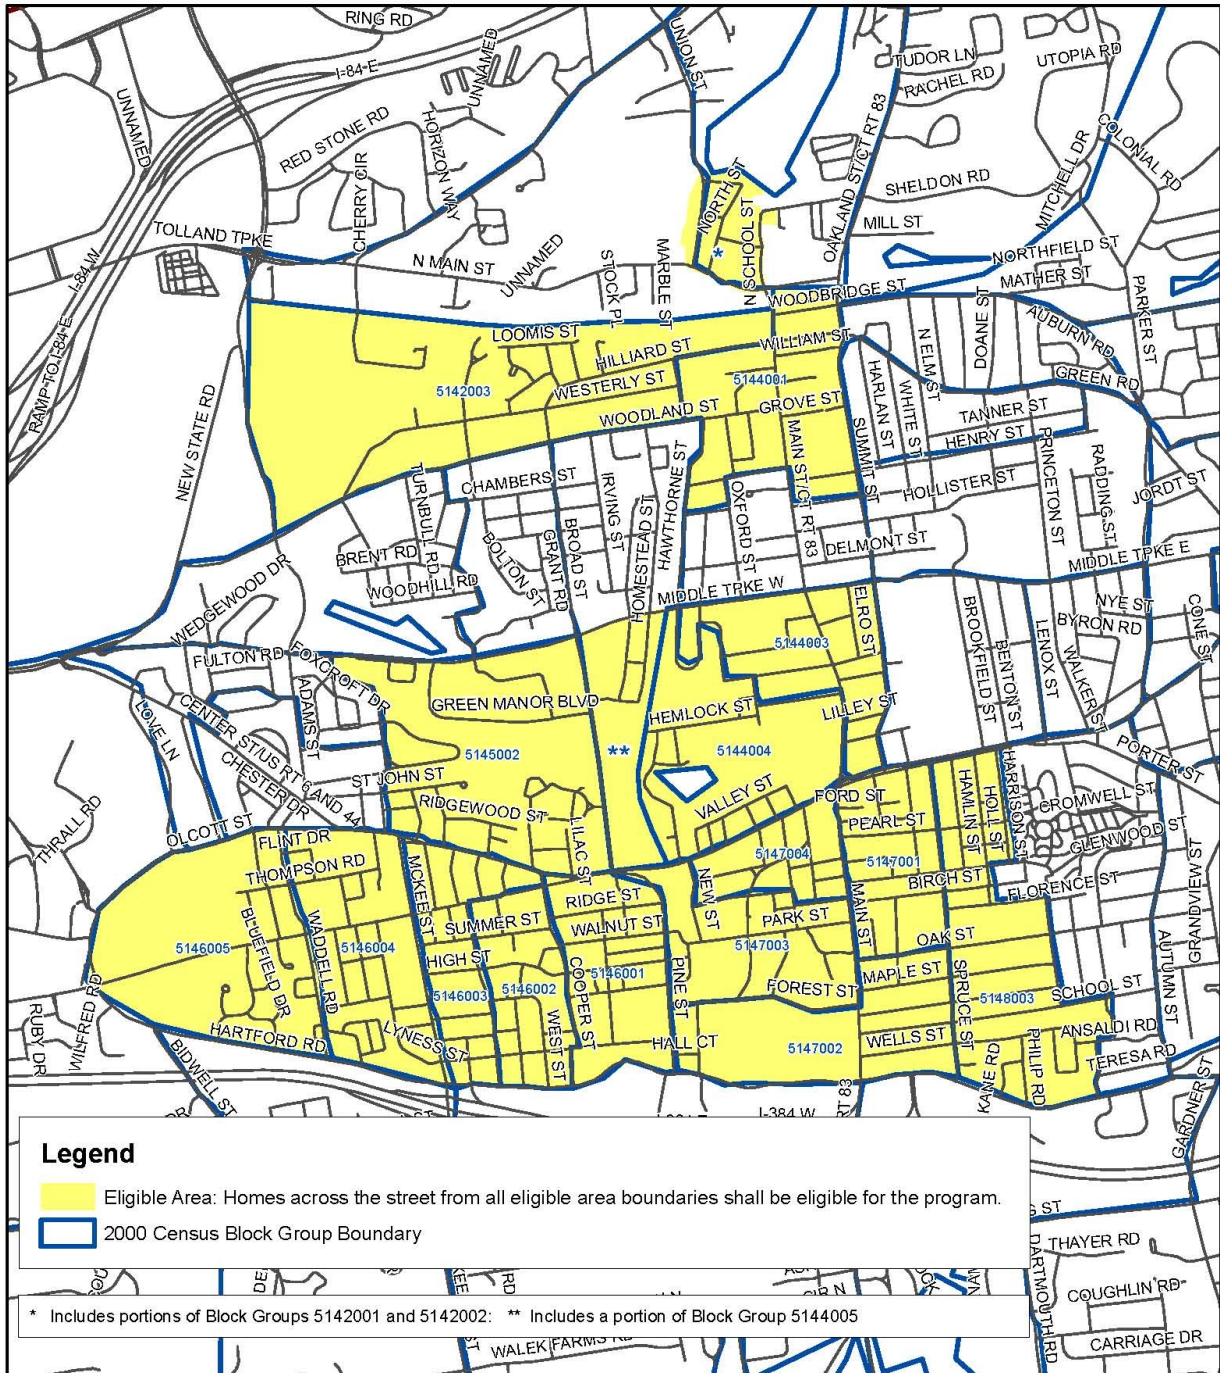 RING RD
I-84 E
UNNAMED
UNION ST
TUDOR LN
UTOPIA RD
RACHEL RD
UNNAMED
RED STONE RD
HORIZON WAY
CHERRY CIR
OAKLAND ST/CT RT 83
COLONIAL RD
MITCHELL DR
SHELDON RD
MILL ST
NORTH ST
N SCHOOL ST
*
TOLLAND TPKE
I-84 W
N MAIN ST
UNNAMED
STOCK PL
MARBLE ST
NORTHFIELD ST
MATHER ST
WOODBRIDGE ST
DOANE ST
AUBURN RD
PARKER ST
RAMP TO I-84 E
LOOMIS ST
HILLIARD ST
WILLIAM ST
N ELM ST
GREEN RD
5142003
WESTERLY ST
5144001
HARLAN ST
WHITE ST
WOODLAND ST
GROVE ST
TANNER ST
HENRY ST
NEW STATE RD
MAIN ST/CT RT 83
SUMMIT ST
PRINCETON ST
RADDING ST
JORDT ST
TURNBULL RD
CHAMBERS ST
IRVING ST
HOMESTEAD ST
HAWTHORNE ST
OXFORD ST
HOLLISTER ST
BRENT RD
BOLTON ST
GRANT RD
BROAD ST
DELMONT ST
MIDDLE TPKE E
WOODHILL RD
MIDDLE TPKE W
WEDGEWOOD DR
ELRO ST
BROOKFIELD ST
BENTON ST
LENOX ST
NYE ST
BYRON RD
WALKER ST
CONE ST
FULTON RD
FOXCROFT DR
5144003
ADAMS ST
GREEN MANOR BLVD
HEMLOCK ST
LILLEY ST
LOVE LN
CENTER ST/US RT 6 AND 44
CHESTER DR
5145002
**
5144004
PORTER ST
ST JOHN ST
RIDGEWOOD ST
LILAC ST
VALLEY ST
FORD ST
HAMLIN ST
HOLL ST
HARRISON ST
CROMWELL ST
THRALL RD
OLCOTT ST
FLINT DR
PEARL ST
GLENWOOD ST
THOMPSON RD
5147004
5147001
BIRCH ST
FLORENCE ST
GRANDVIEW ST
MCKEE ST
RIDGE ST
NEW ST
MAIN ST
BLUEFIELD DR
WADDELL RD
SUMMER ST
WALNUT ST
PARK ST
OAK ST
5146005
5146004
HIGH ST
5147003
AUTUMN ST
5146003
5146002
COOPER ST
5146001
PINE ST
MAPLE ST
SPRUCE ST
FOREST ST
5148003
SCHOOL ST
RUBY DR
WILFRED RD
HARTFORD RD
LYNESS ST
WEST ST
HALL CT
5147002
WELLS ST
ANSALDI RD
PHILIP RD
TERESA RD
KANE RD
BIDWELL ST
I-384 W
RT 83
GARDNER ST
Legend
Eligible Area: Homes across the street from all eligible area boundaries shall be eligible for the program.
2000 Census Block Group Boundary
THAYER RD
DARTMOUTH RD
COUGHLIN RD
* Includes portions of Block Groups 5142001 and 5142002: ** Includes a portion of Block Group 5144005
WALEK FARMS RD
CARRIAGE DR